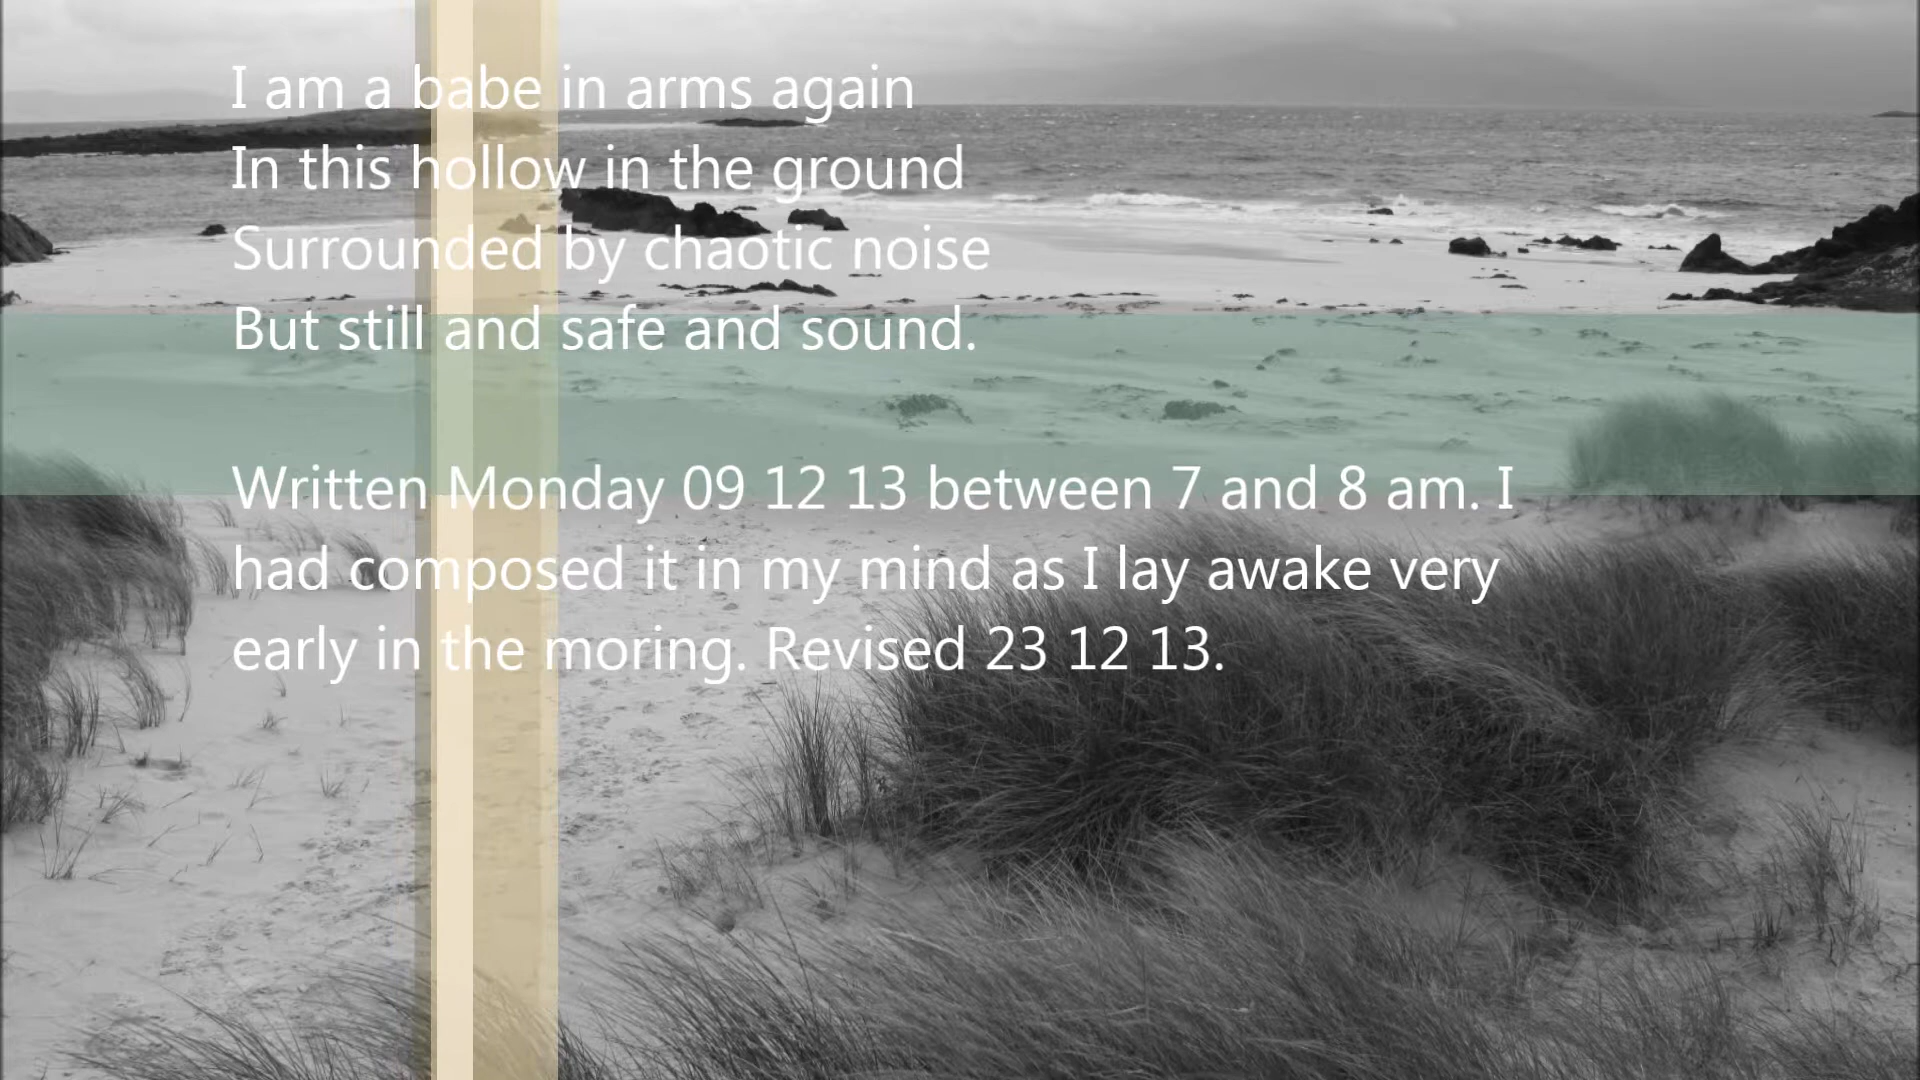 I am a babe in arms again
In this hollow in the ground
Surrounded by chaotic noise
But still and safe and sound.
Written Monday 09 12 13 between 7 and 8 am. I
had composed it in my mind as I lay awake very
early in the moring. Revised 23 12 13.